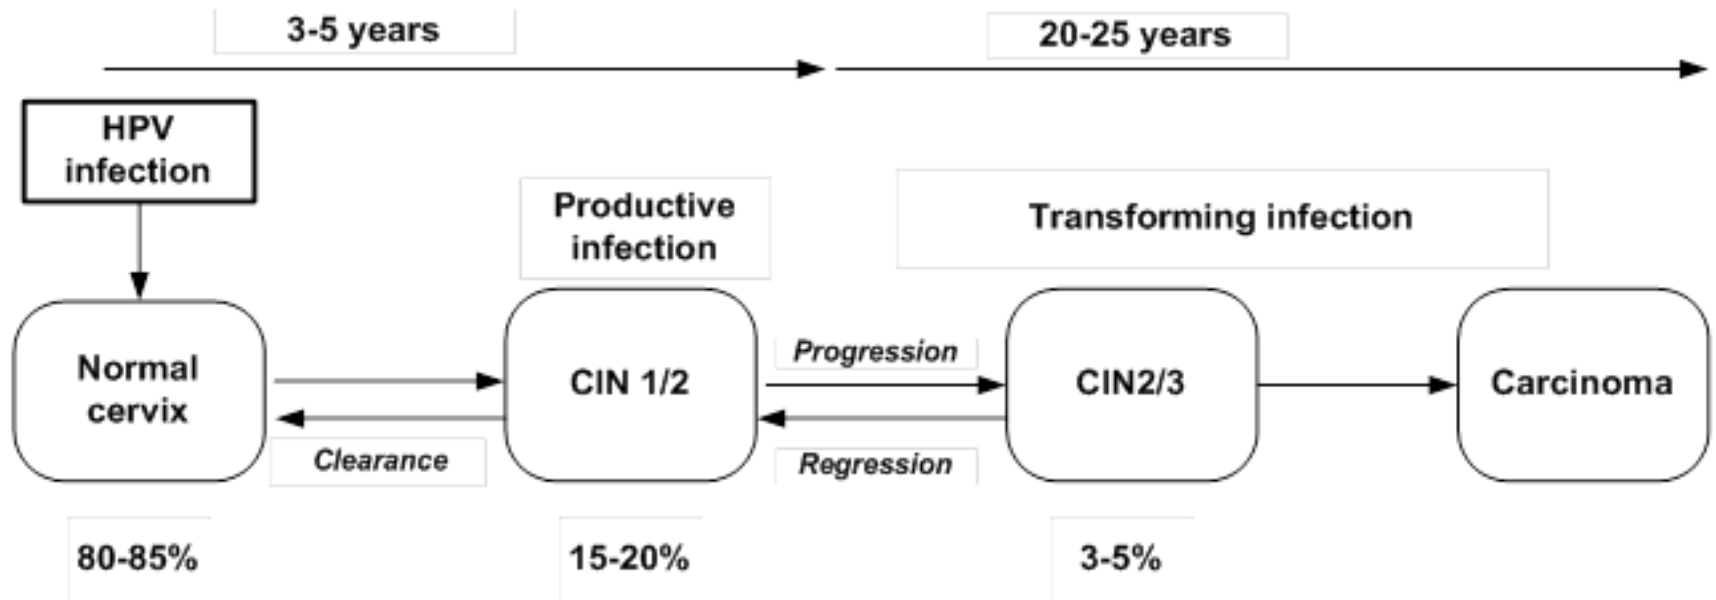 3-5 years
20-25 years
HPV
infection
Productive
infection
Transforming infection
Normal
cervix
CIN 1/2
Progression
CIN2/3
Carcinoma
Clearance
Regression
80-85%
15-20%
3-5%